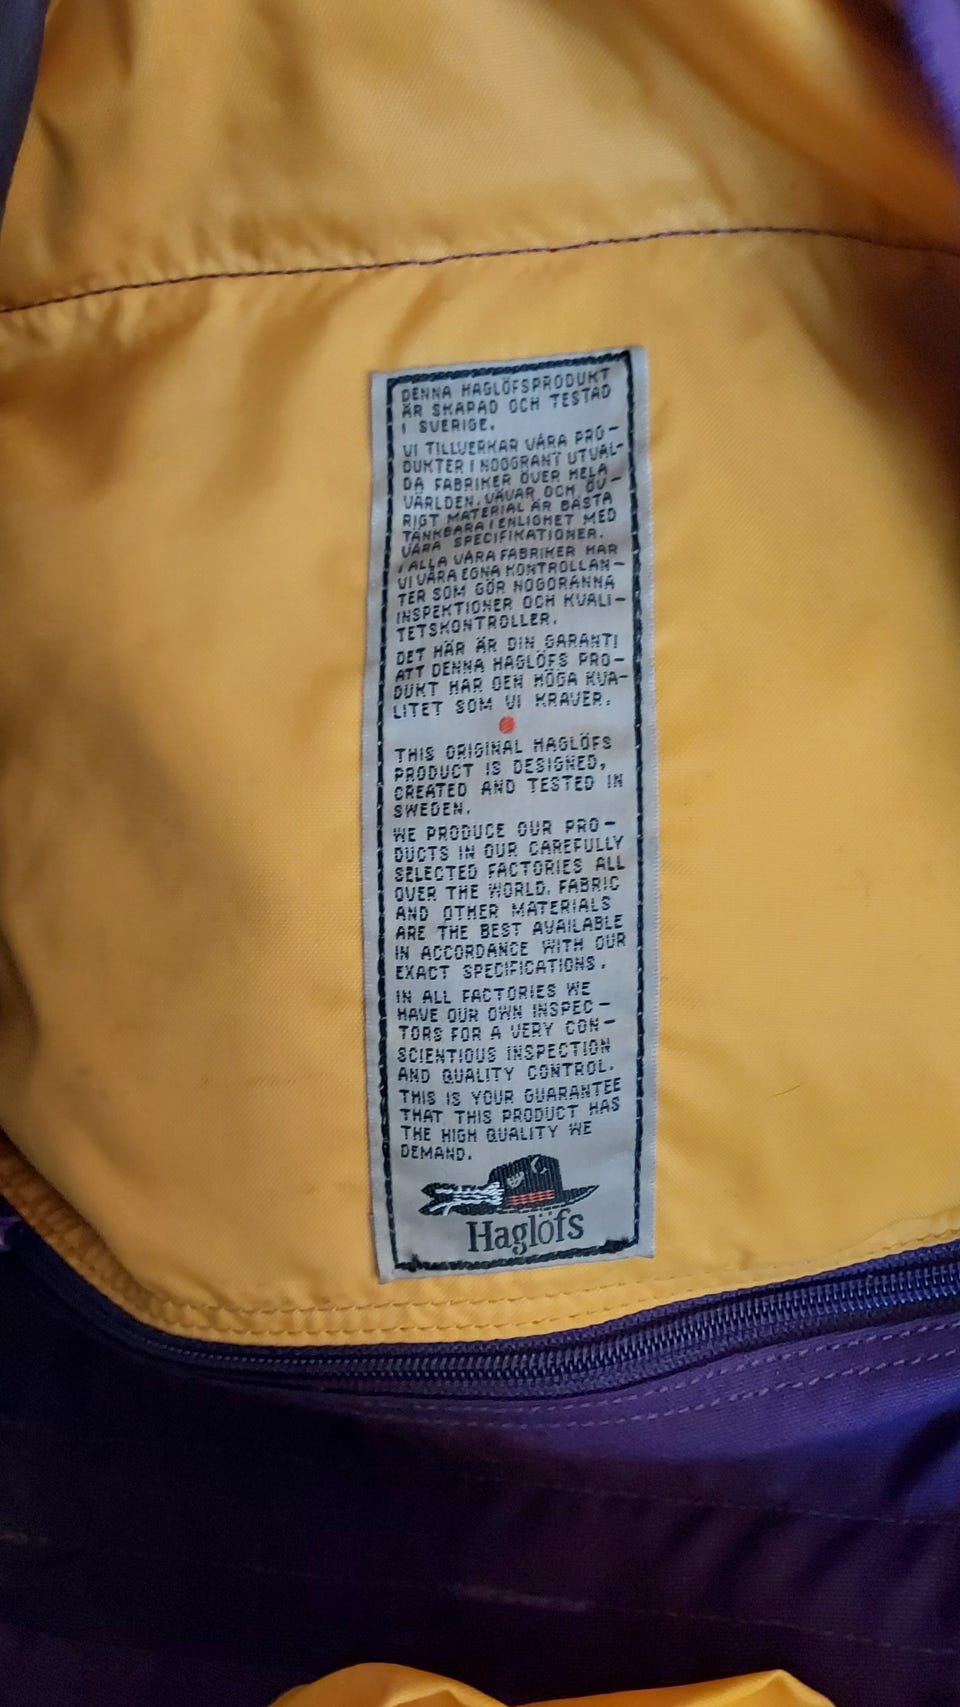 DENNA HAGLÖFSPRODUKT
ÄR SKAPAD OCH TESTAD
I SVERIGE.
VI TILLVERKAR VÅRA PRO-
DUKTER I NOGGRANT UTVAL-
DA FABRIKER ÖVER HELA
VÄRLDEN. VÄVAR OCH ÖV-
RIGT MATERIAL ÄR BÄSTA
TÄNKBARA I ENLIGHET MED
VÅRA SPECIFIKATIONER.
I ALLA VÅRA FABRIKER HAR
VI VÅRA EGNA KONTROLLAN-
TER SOM GÖR NOGGRANNA
INSPEKTIONER OCH KVALI-
TETSKONTROLLER.
DET HÄR ÄR DIN GARANTI
ATT DENNA HAGLÖFS PRO-
DUKT HAR DEN HÖGA KVA-
LITET SOM VI KRÄVER.
THIS ORIGINAL HAGLÖFS
PRODUCT IS DESIGNED,
CREATED AND TESTED IN
SWEDEN.
WE PRODUCE OUR PRO-
DUCTS IN OUR CAREFULLY
SELECTED FACTORIES ALL
OVER THE WORLD. FABRIC
AND OTHER MATERIALS
ARE THE BEST AVAILABLE
IN ACCORDANCE WITH OUR
EXACT SPECIFICATIONS.
IN ALL FACTORIES WE
HAVE OUR OWN INSPEC-
TORS FOR A VERY CON-
SCIENTIOUS INSPECTION
AND QUALITY CONTROL.
THIS IS YOUR GUARANTEE
THAT THIS PRODUCT HAS
THE HIGH QUALITY WE
DEMAND.
Haglöfs